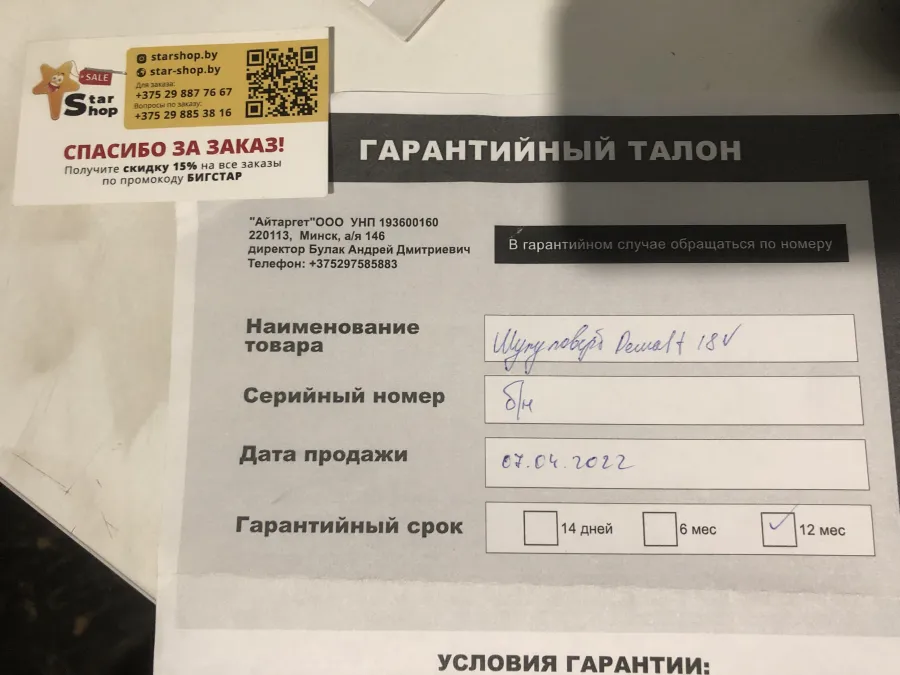 starshop.by
star-shop.by
Для заказа:
+375 29 887 76 67
Вопросы по заказу:
+375 29 885 38 16
SALE
Star
Shop
СПАСИБО ЗА ЗАКАЗ!
Получите скидку 15% на все заказы
по промокоду БИГСТАР
ГАРАНТИЙНЫЙ ТАЛОН
"Айтаргет"ООО УНП 193600160
220113, Минск, а/я 146
директор Булак Андрей Дмитриевич
Телефон: +375297585883
В гарантийном случае обращаться по номеру
Наименование
товара
Шуруповерт Dewalt 18V
Серийный номер
б/н
Дата продажи
07.04.2022
Гарантийный срок
14 дней
6 мес
12 мес
УСЛОВИЯ ГАРАНТИИ: